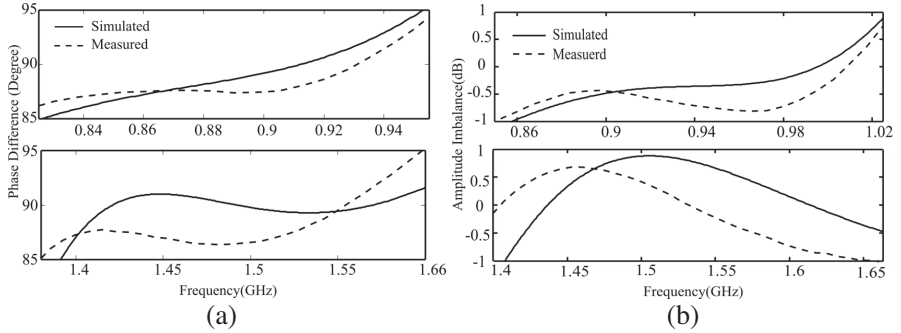 Phase Difference (Degree)
95
90
85
Simulated
Measured
0.84 0.86 0.88 0.9 0.92 0.94
95
90
85
1.4 1.45 1.5 1.55 1.66
Frequency(GHz)
(a)
Amplitude Imbalance(dB)
1
0.5
0
-0.5
-1
Simulated
Measuerd
0.86 0.9 0.94 0.98 1.02
1
0.5
0
-0.5
-1
1.4 1.45 1.5 1.55 1.6 1.65
Frequency(GHz)
(b)